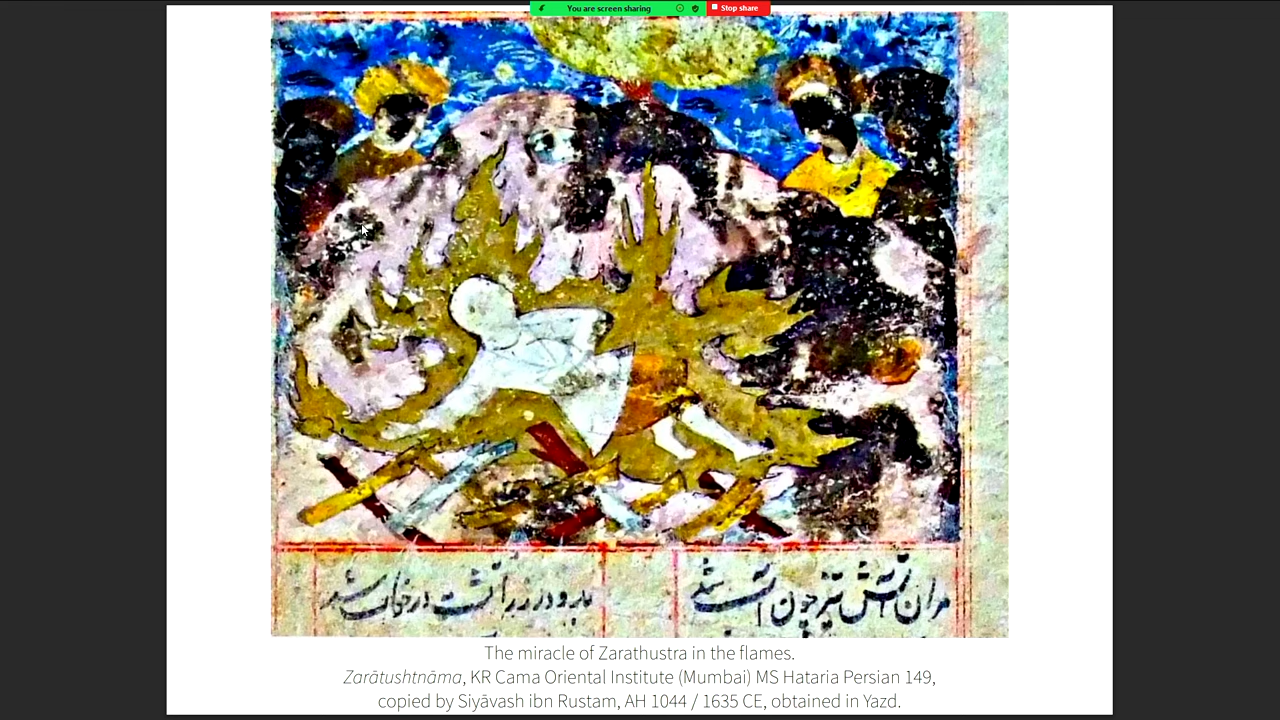 You are screen sharing Stop share
مران آتش تیز چون آب شد بدو در زراتشت در خواب شد
The miracle of Zarathustra in the flames.
Zarātushtnāma, KR Cama Oriental Institute (Mumbai) MS Hataria Persian 149,
copied by Siyāvash ibn Rustam, AH 1044 / 1635 CE, obtained in Yazd.